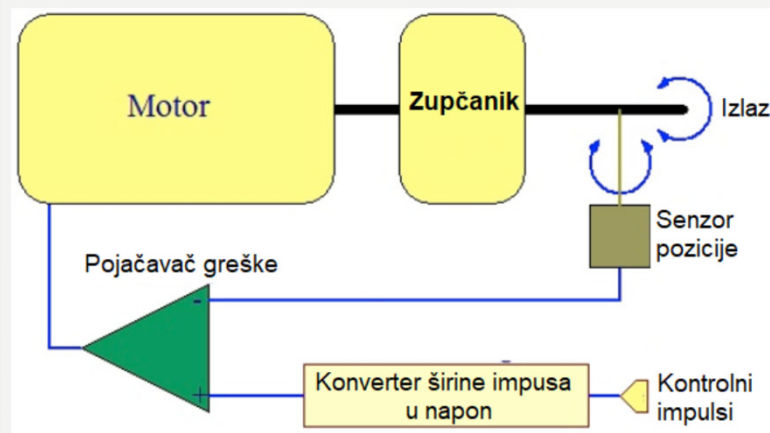 Motor
Zupčanik
Izlaz
Senzor
pozicije
Pojačavač greške
-
+
Konverter širine impusa
u napon
Kontrolni
impulsi